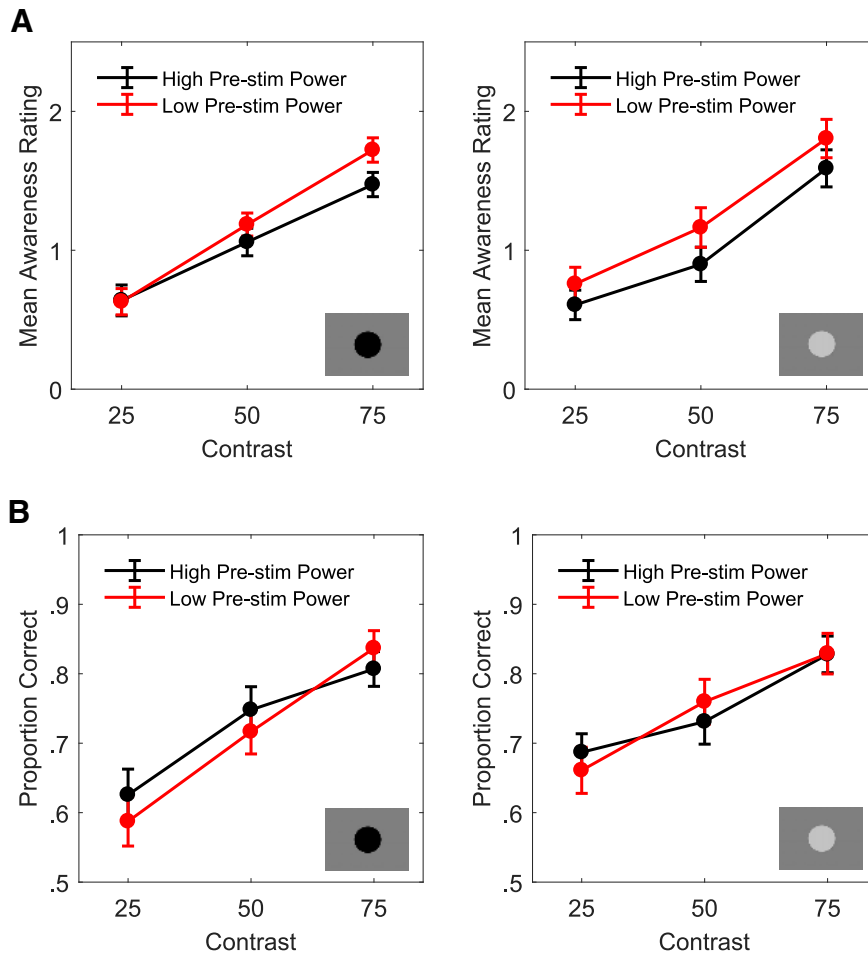 A
Mean Awareness Rating
2
1
0
High Pre-stim Power
Low Pre-stim Power
25 50 75
Contrast
Mean Awareness Rating
2
1
0
High Pre-stim Power
Low Pre-stim Power
25 50 75
Contrast
B
Proportion Correct
1
.9
.8
.7
.6
.5
High Pre-stim Power
Low Pre-stim Power
25 50 75
Contrast
Proportion Correct
1
.9
.8
.7
.6
.5
High Pre-stim Power
Low Pre-stim Power
25 50 75
Contrast